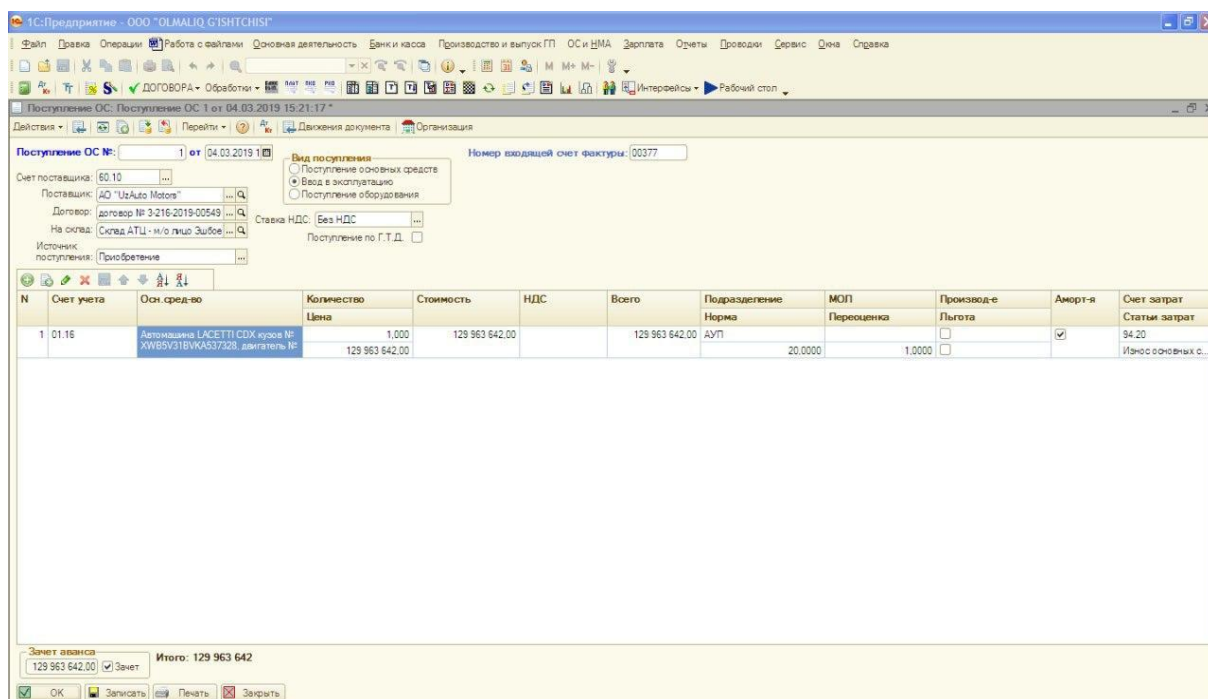 1С:Предприятие - ООО "OLMALIQ G'ISHTCHISI"
Файл Правка Операции Работа с файлами Основная деятельность Банк и касса Производство и выпуск ГП ОС и НМА Зарплата Отчеты Проводки Сервис Окна Справка
M M+ M-
ДОГОВОРА Обработки Интерфейсы Рабочий стол
Поступление ОС: Поступление ОС 1 от 04.03.2019 15:21:17 *
Действия Перейти Движения документа Организация
Поступление ОС №: 1 от 04.03.2019 1 Вид посупления Номер входящей счет фактуры: 00377
Поступление основных средств
Счет поставщика: 60.10 ... Ввод в эксплуатацию
Поставщик: АО "UzAuto Motors" ... Поступление оборудования
Договор: договор № 3-216-2019-00549 ... Ставка НДС: Без НДС ...
На склад: Склад АТЦ - м/о лицо Эшбое ... Поступление по Г.Т.Д.
Источник
поступления: Приобретение ...
N Счет учета Осн.сред-во Количество Стоимость НДС Всего Подразделение МОЛ Производ-е Аморт-я Счет затрат
Цена Норма Переоценка Льгота Статьи затрат
1 01.16 Автомашина LACETTI CDX кузов № 1,000 129 963 642,00 129 963 642,00 АУП 94.20
XWB5V31BVKA537328, двигатель № 129 963 642,00 20,0000 1,0000 Износ основных с...
Зачет аванса
129 963 642,00 Зачет Итого: 129 963 642
OK Записать Печать Закрыть